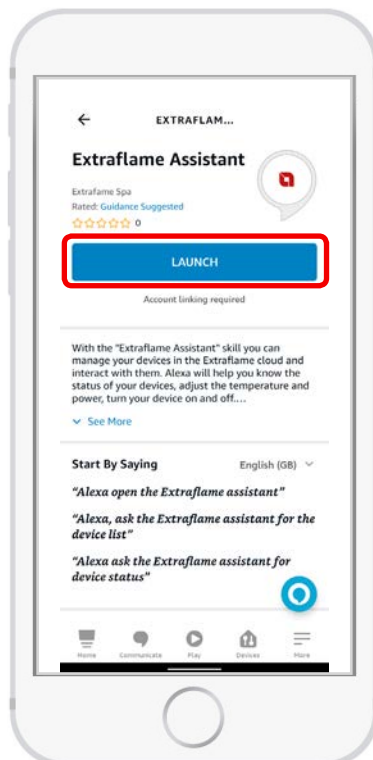 EXTRAFLAM...
Extraflame Assistant
Extrafame Spa
Rated: Guidance Suggested
0
LAUNCH
Account linking required
With the "Extraflame Assistant" skill you can
manage your devices in the Extraflame cloud and
interact with them. Alexa will help you know the
status of your devices, adjust the temperature and
power, turn your device on and off....
See More
Start By Saying English (GB)
"Alexa open the Extraflame assistant"
"Alexa, ask the Extraflame assistant for the
device list"
"Alexa ask the Extraflame assistant for
device status"
Home Communicate Play Devices More